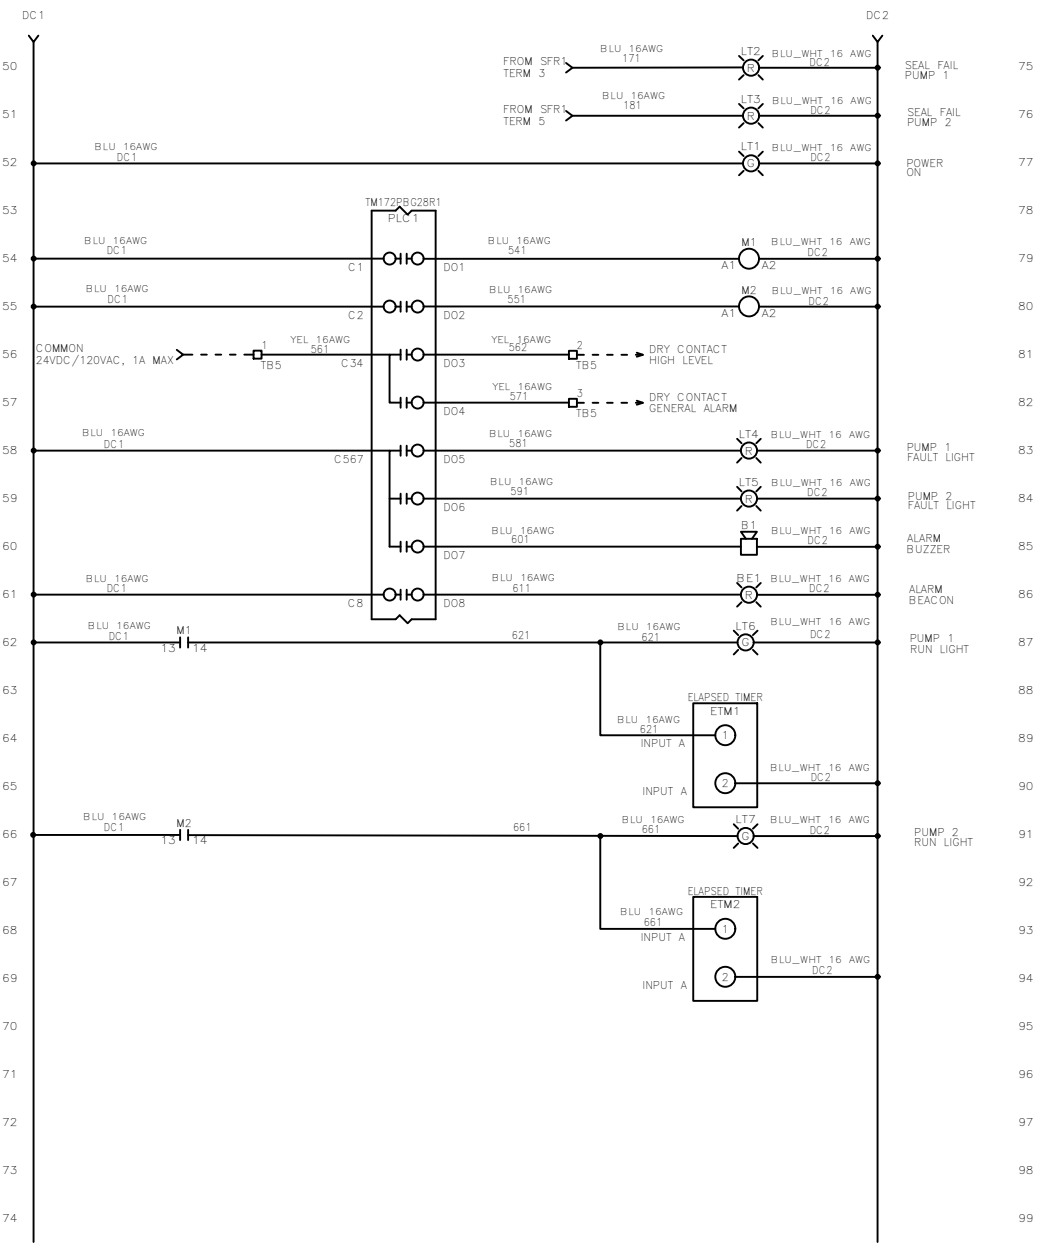 DC1
DC2
50
FROM SFR1
TERM 3
BLU 16AWG
171
LT2
R
BLU_WHT 16 AWG
DC2
SEAL FAIL
PUMP 1
75
51
FROM SFR1
TERM 5
BLU 16AWG
181
LT3
R
BLU_WHT 16 AWG
DC2
SEAL FAIL
PUMP 2
76
52
BLU 16AWG
DC1
LT1
G
BLU_WHT 16 AWG
DC2
POWER
ON
77
53
TM172PBG28R1
PLC1
78
54
BLU 16AWG
DC1
C1
DO1
BLU 16AWG
541
M1
A1
A2
BLU_WHT 16 AWG
DC2
79
55
BLU 16AWG
DC1
C2
DO2
BLU 16AWG
551
M2
A1
A2
BLU_WHT 16 AWG
DC2
80
56
COMMON
24VDC/120VAC, 1A MAX
1
TB5
YEL 16AWG
561
C34
DO3
YEL 16AWG
562
2
TB5
DRY CONTACT
HIGH LEVEL
81
57
DO4
YEL 16AWG
571
3
TB5
DRY CONTACT
GENERAL ALARM
82
58
BLU 16AWG
DC1
C567
DO5
BLU 16AWG
581
LT4
R
BLU_WHT 16 AWG
DC2
PUMP 1
FAULT LIGHT
83
59
DO6
BLU 16AWG
591
LT5
R
BLU_WHT 16 AWG
DC2
PUMP 2
FAULT LIGHT
84
60
DO7
BLU 16AWG
601
B1
BLU_WHT 16 AWG
DC2
ALARM
BUZZER
85
61
BLU 16AWG
DC1
C8
DO8
BLU 16AWG
611
BE1
R
BLU_WHT 16 AWG
DC2
ALARM
BEACON
86
62
BLU 16AWG
DC1
M1
13
14
621
BLU 16AWG
621
LT6
G
BLU_WHT 16 AWG
DC2
PUMP 1
RUN LIGHT
87
63
ELAPSED TIMER
ETM1
88
64
BLU 16AWG
621
INPUT A
1
89
65
INPUT A
2
BLU_WHT 16 AWG
DC2
90
66
BLU 16AWG
DC1
M2
13
14
661
BLU 16AWG
661
LT7
G
BLU_WHT 16 AWG
DC2
PUMP 2
RUN LIGHT
91
67
ELAPSED TIMER
ETM2
92
68
BLU 16AWG
661
INPUT A
1
93
69
INPUT A
2
BLU_WHT 16 AWG
DC2
94
70
95
71
96
72
97
73
98
74
99